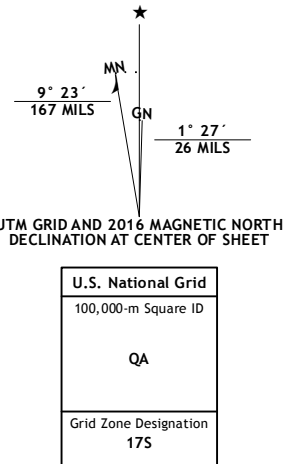 ★
MN
9° 23´
167 MILS
GN
1° 27´
26 MILS
UTM GRID AND 2016 MAGNETIC NORTH
DECLINATION AT CENTER OF SHEET
U.S. National Grid
100,000-m Square ID
QA
Grid Zone Designation
17S